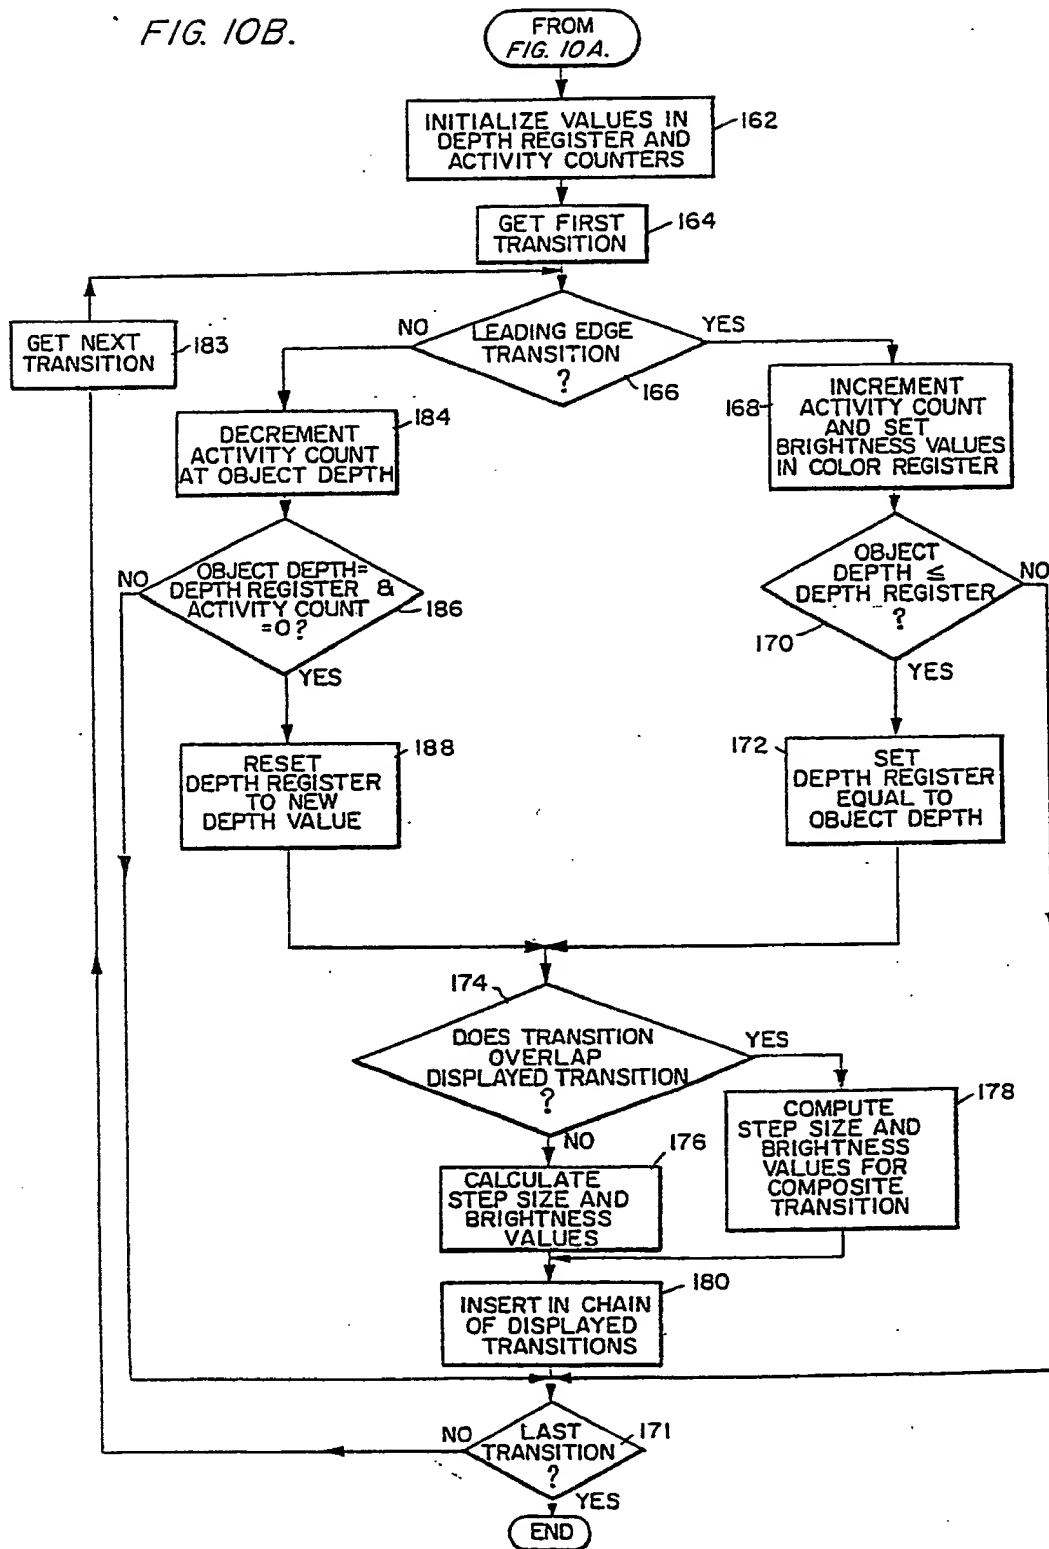 FIG. 10B.
FROM
FIG. 10A.
INITIALIZE VALUES IN
DEPTH REGISTER AND
ACTIVITY COUNTERS
162
GET FIRST
TRANSITION
164
GET NEXT
TRANSITION
183
NO
LEADING EDGE
TRANSITION
?
YES
166
184
DECREMENT
ACTIVITY COUNT
AT OBJECT DEPTH
168
INCREMENT
ACTIVITY COUNT
AND SET
BRIGHTNESS VALUES
IN COLOR REGISTER
NO
OBJECT DEPTH=
DEPTH REGISTER &
ACTIVITY COUNT
=0?
186
YES
OBJECT
DEPTH ≤
DEPTH REGISTER
?
NO
170
YES
188
RESET
DEPTH REGISTER
TO NEW
DEPTH VALUE
172
SET
DEPTH REGISTER
EQUAL TO
OBJECT DEPTH
174
DOES TRANSITION
OVERLAP
DISPLAYED TRANSITION
?
YES
NO
176
CALCULATE
STEP SIZE AND
BRIGHTNESS
VALUES
178
COMPUTE
STEP SIZE AND
BRIGHTNESS
VALUES FOR
COMPOSITE
TRANSITION
180
INSERT IN CHAIN
OF DISPLAYED
TRANSITIONS
NO
LAST
TRANSITION
?
171
YES
END